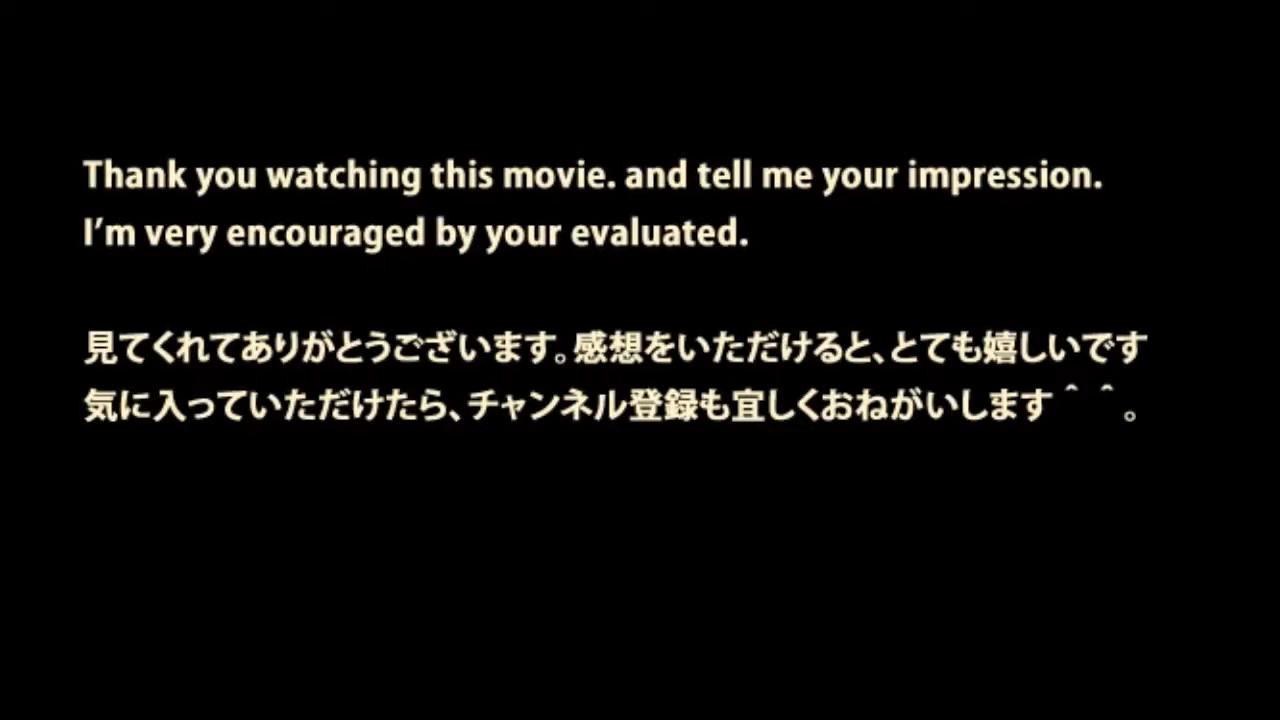 Thank you watching this movie. and tell me your impression.
I’m very encouraged by your evaluated.
見てくれてありがとうございます。感想をいただけると、とても嬉しいです
気に入っていただけたら、チャンネル登録も宜しくおねがいします＾＾。